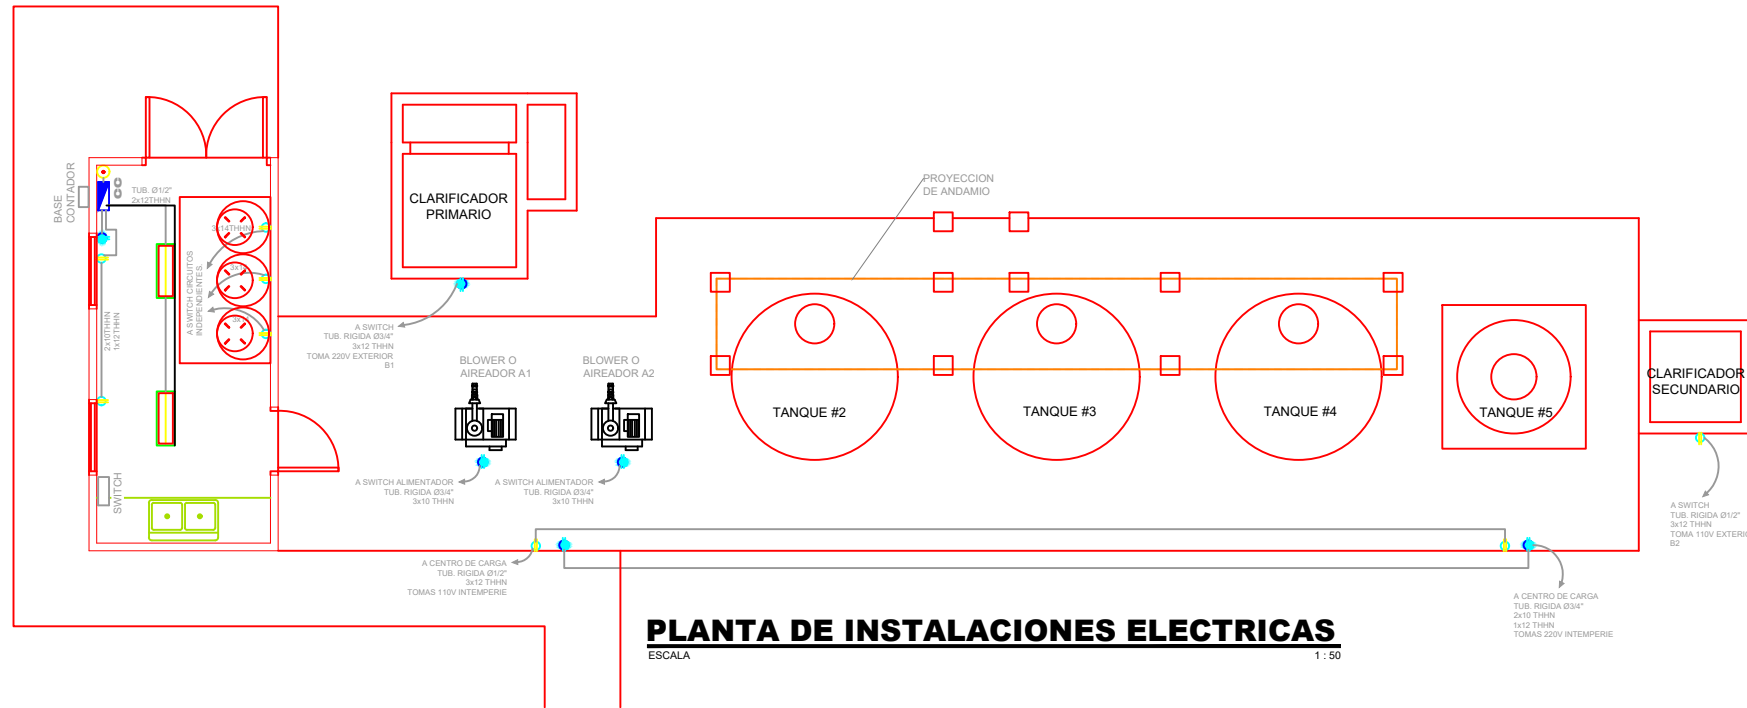 BASE
CONTADOR
CC
TUB. Ø1/2"
2x12THHN
3x14THHN
A SWITCH CIRCUITOS
INDEPENDIENTES.
2x10THHN
1x12THHN
SWITCH
CLARIFICADOR
PRIMARIO
A SWITCH
TUB. RIGIDA Ø3/4"
3x12 THHN
TOMA 220V EXTERIOR
B1
BLOWER O
AIREADOR A1
BLOWER O
AIREADOR A2
A SWITCH ALIMENTADOR
TUB. RIGIDA Ø3/4"
3x10 THHN
A SWITCH ALIMENTADOR
TUB. RIGIDA Ø3/4"
3x10 THHN
PROYECCION
DE ANDAMIO
TANQUE #2
TANQUE #3
TANQUE #4
TANQUE #5
CLARIFICADOR
SECUNDARIO
A SWITCH
TUB. RIGIDA Ø1/2"
3x12 THHN
TOMA 110V EXTERI
B2
A CENTRO DE CARGA
TUB. RIGIDA Ø1/2"
3x12 THHN
TOMAS 110V INTEMPERIE
A CENTRO DE CARGA
TUB. RIGIDA Ø3/4"
2x10 THHN
1x12 THHN
TOMAS 220V INTEMPERIE
PLANTA DE INSTALACIONES ELECTRICAS
ESCALA 1 : 50